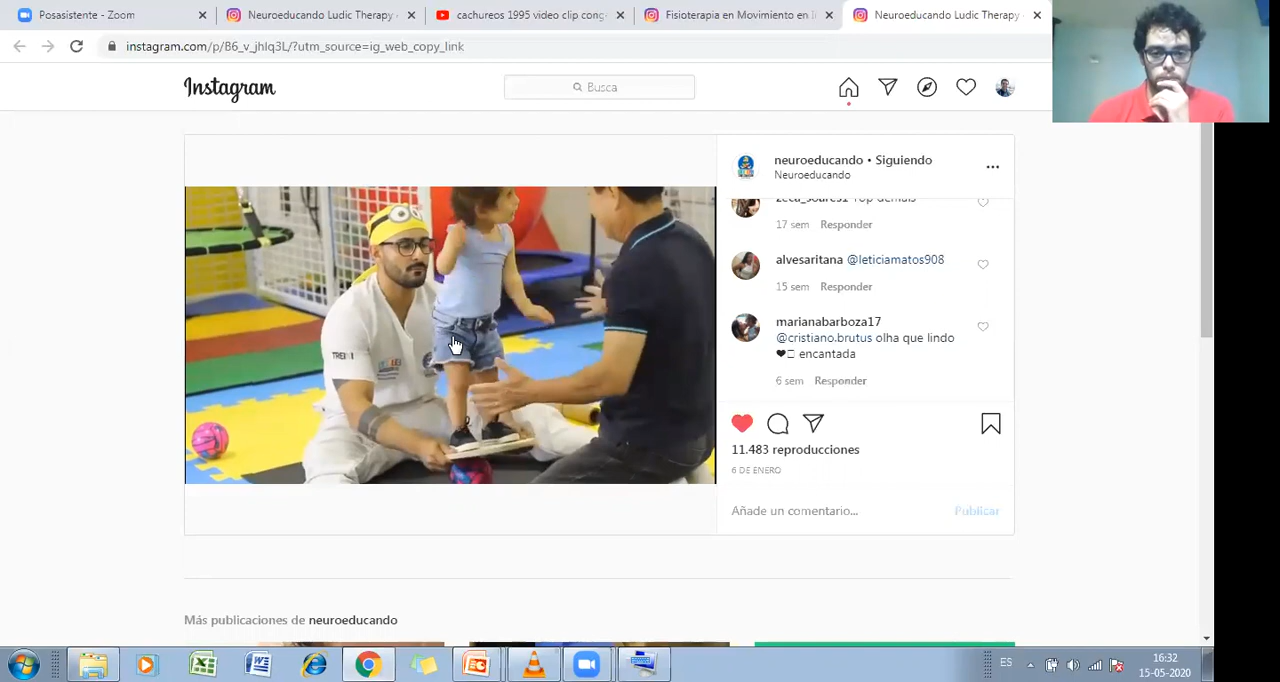 Posasistente - Zoom
Neuroeducando Ludic Therapy
cachureos 1995 video clip cong
Fisioterapia en Movimiento en I
Neuroeducando Ludic Therapy
instagram.com/p/86_v_jhlq3L/?utm_source=ig_web_copy_link
Instagram
Busca
neuroeducando • Siguiendo
Neuroeducando
17 sem Responder
alvesaritana @leticiamatos908
15 sem Responder
marianabarboza17
@cristiano.brutus olha que lindo
❤ encantada
6 sem Responder
11.483 reproducciones
6 DE ENERO
Añade un comentario...
Publicar
Más publicaciones de neuroeducando
ES
16:32
15-05-2020